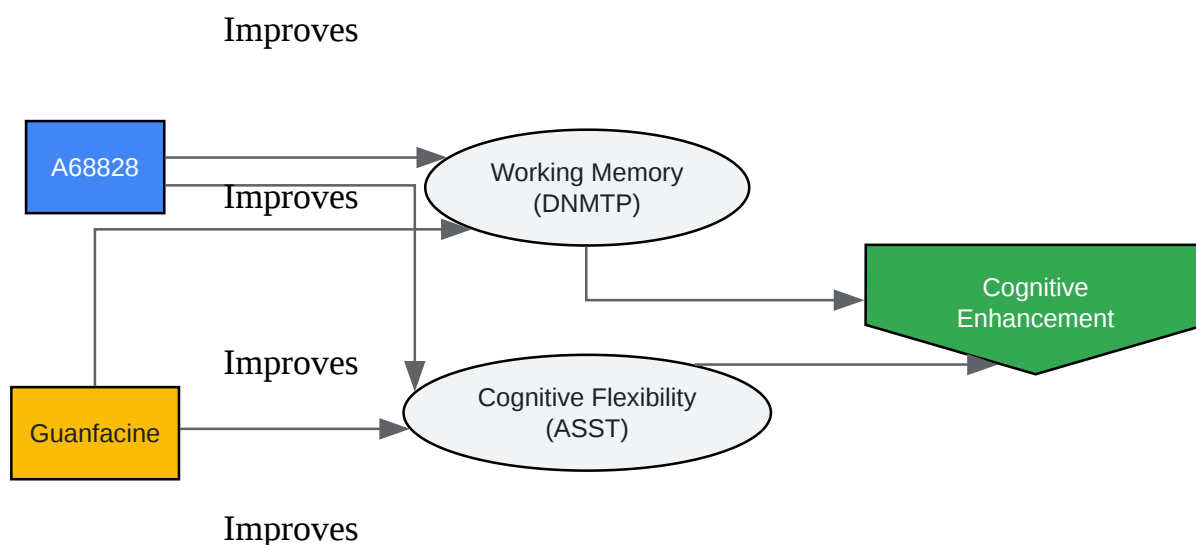 Improves
A68828
Working Memory
(DNMTP)
Improves
Cognitive
Enhancement
Improves
Cognitive Flexibility
(ASST)
Guanfacine
Improves